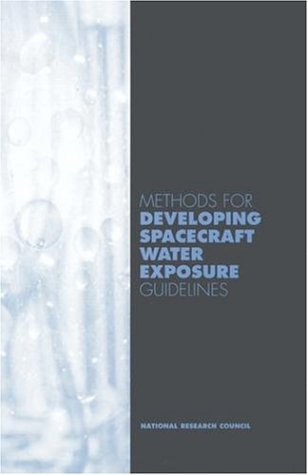 METHODS FOR
DEVELOPING
SPACECRAFT
WATER
EXPOSURE
GUIDELINES
NATIONAL RESEARCH COUNCIL